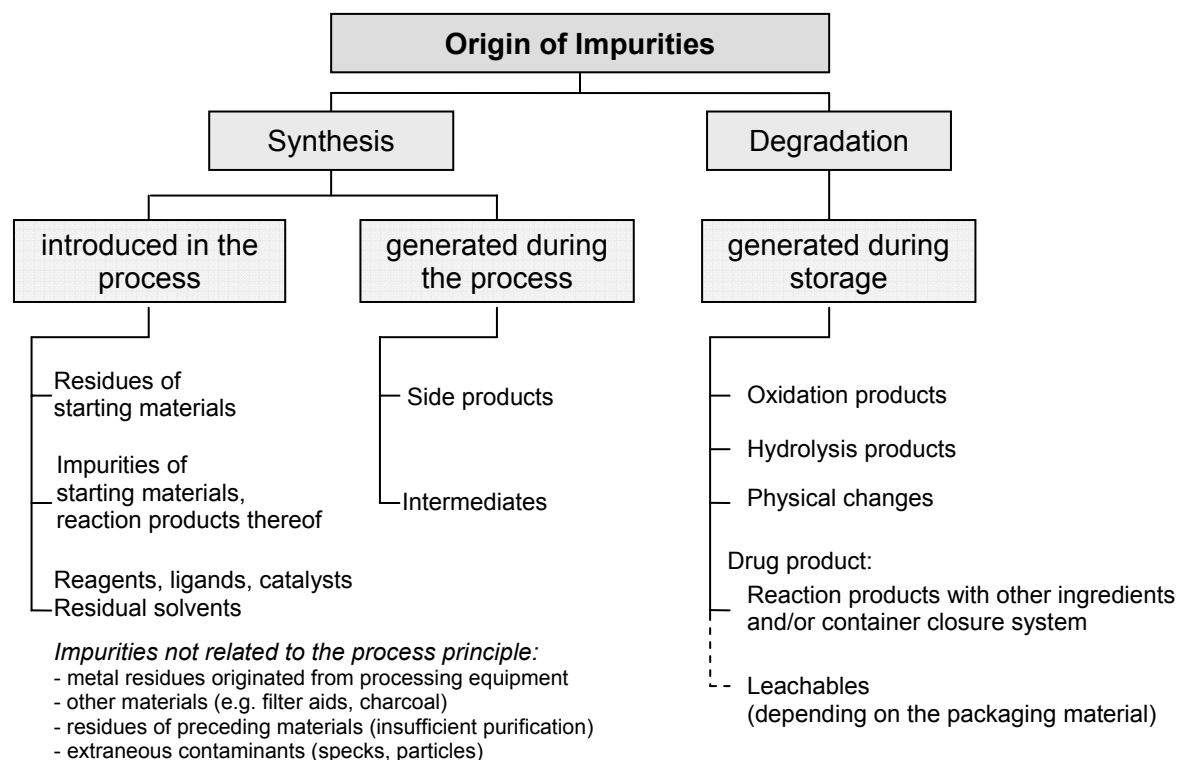 Origin of Impurities
Synthesis
Degradation
introduced in the
process
generated during
the process
generated during
storage
Residues of
starting materials
Impurities of
starting materials,
reaction products thereof
Reagents, ligands, catalysts
Residual solvents
Impurities not related to the process principle:
- metal residues originated from processing equipment
- other materials (e.g. filter aids, charcoal)
- residues of preceding materials (insufficient purification)
- extraneous contaminants (specks, particles)
Side products
Intermediates
Oxidation products
Hydrolysis products
Physical changes
Drug product:
Reaction products with other ingredients
and/or container closure system
Leachables
(depending on the packaging material)